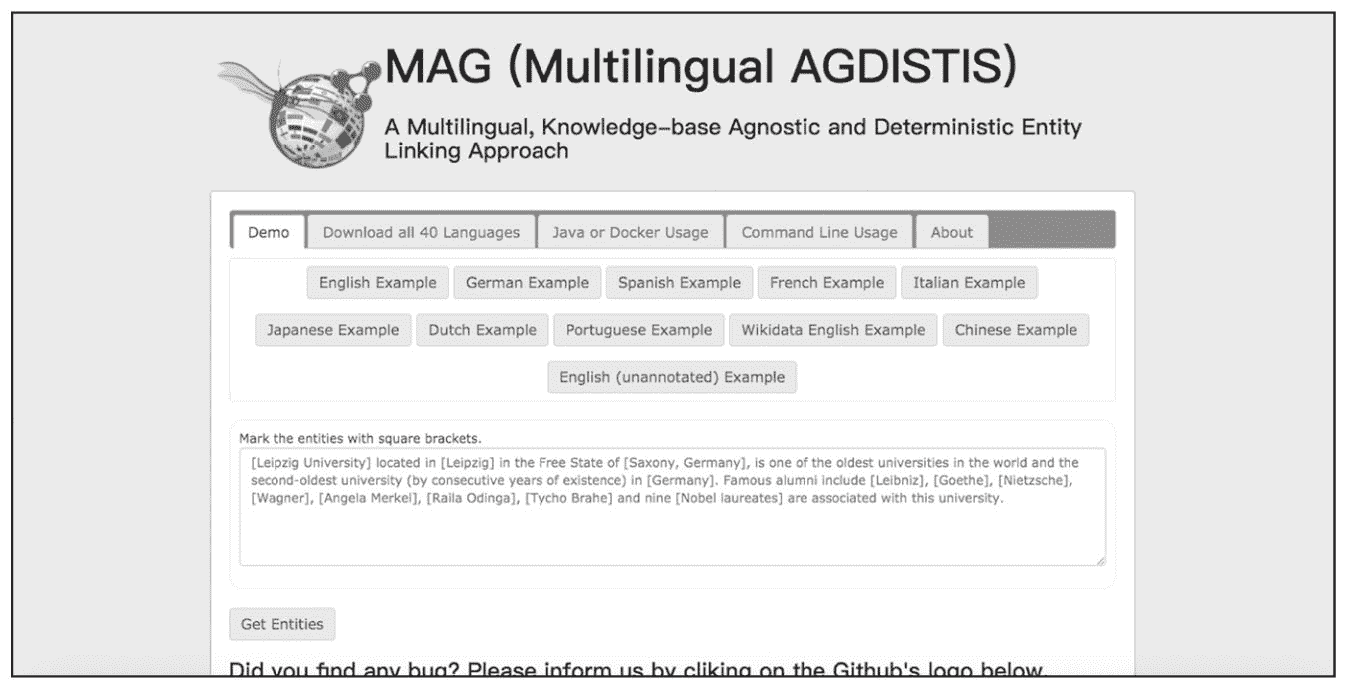 MAG (Multilingual AGDISTIS)
A Multilingual, Knowledge-base Agnostic and Deterministic Entity
Linking Approach
Demo Download all 40 Languages Java or Docker Usage Command Line Usage About
English Example German Example Spanish Example French Example Italian Example
Japanese Example Dutch Example Portuguese Example Wikidata English Example Chinese Example
English (unannotated) Example
Mark the entities with square brackets.
[Leipzig University] located in [Leipzig] in the Free State of [Saxony, Germany], is one of the oldest universities in the world and the
second-oldest university (by consecutive years of existence) in [Germany]. Famous alumni include [Leibniz], [Goethe], [Nietzsche],
[Wagner], [Angela Merkel], [Raila Odinga], [Tycho Brahe] and nine [Nobel laureates] are associated with this university.
Get Entities
Did you find any bug? Please inform us by cliking on the Github's logo below.